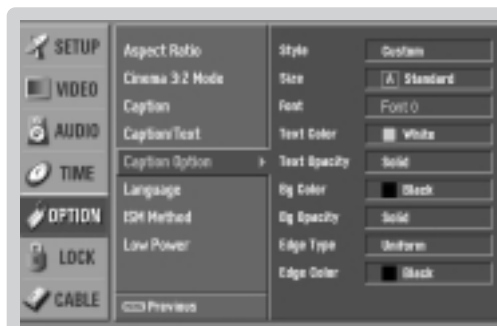 SETUP
VIDEO
AUDIO
TIME
OPTION
LOCK
CABLE
Aspect Ratio
Cinema 3:2 Mode
Caption
Caption/Text
Caption Option
Language
ISM Method
Low Power
Previous
Style Custom
Size A Standard
Font Font 0
Text Color White
Text Opacity Solid
Bg Color Black
Bg Opacity Solid
Edge Type Uniform
Edge Color Black